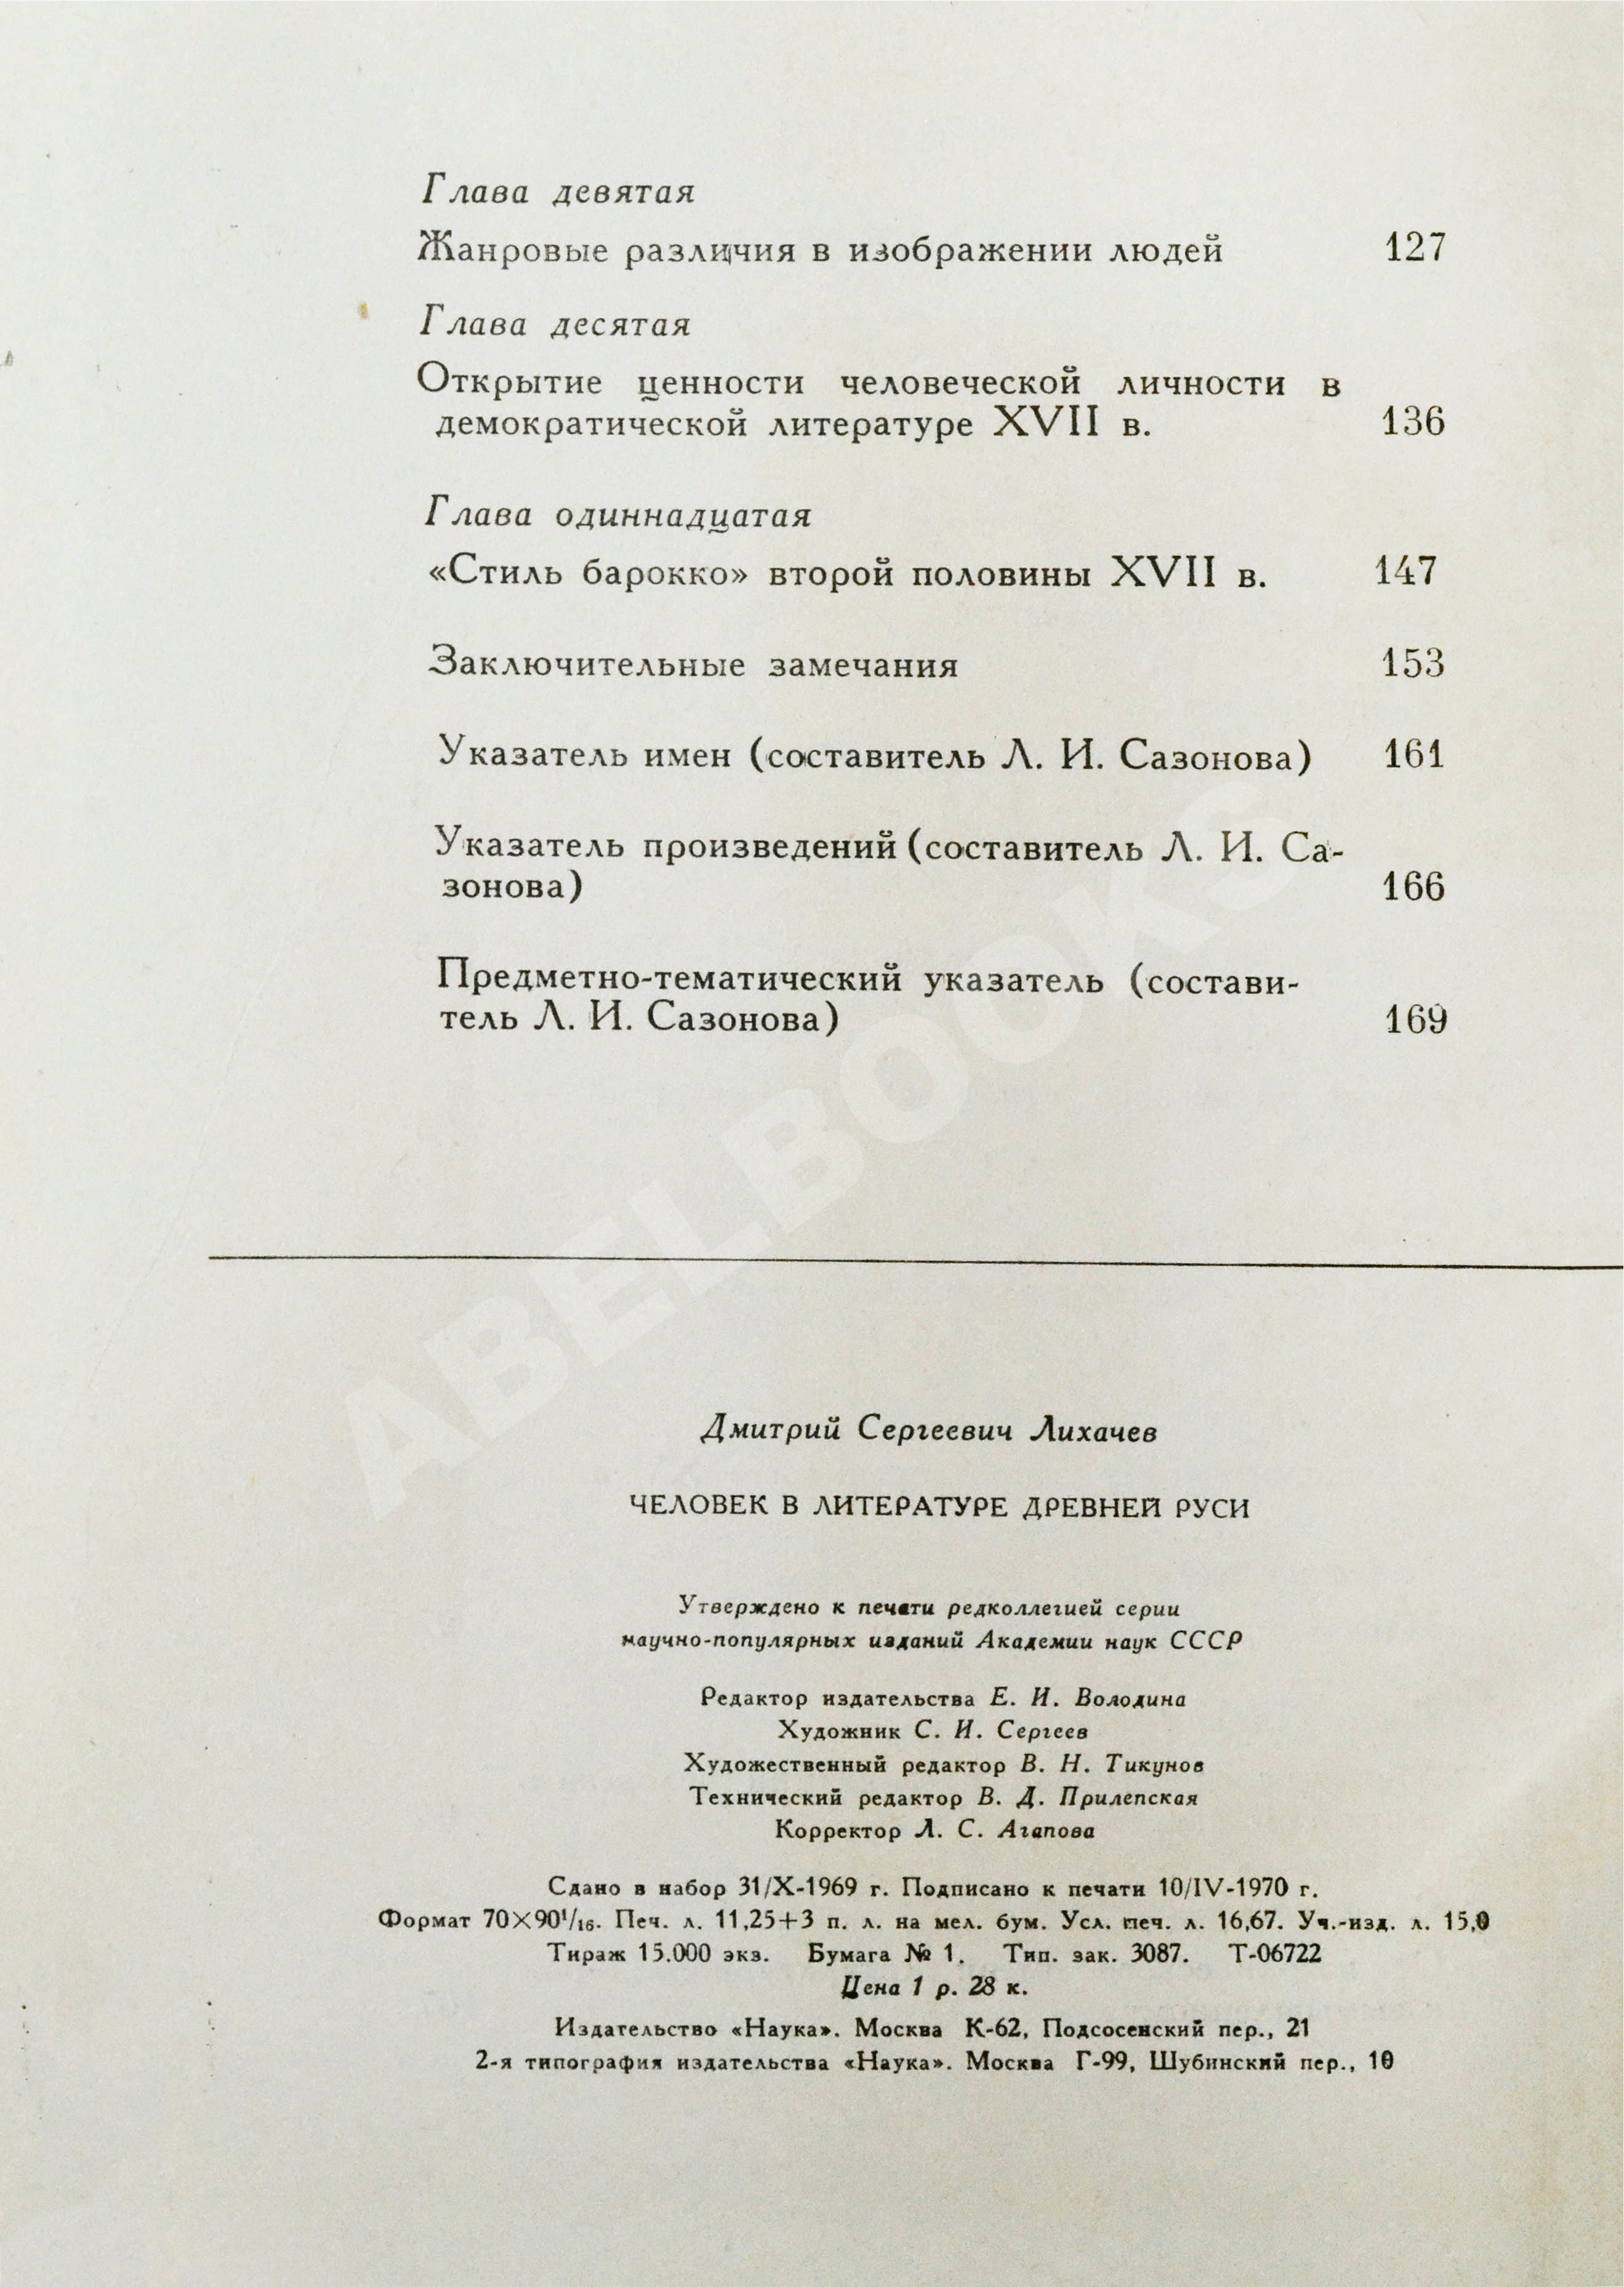 Глава девятая
Жанровые различия в изображении людей 127
Глава десятая
Открытие ценности человеческой личности в
демократической литературе XVII в. 136
Глава одиннадцатая
«Стиль барокко» второй половины XVII в. 147
Заключительные замечания 153
Указатель имен (составитель Л. И. Сазонова) 161
Указатель произведений (составитель Л. И. Са-
зонова) 166
Предметно-тематический указатель (состави-
тель Л. И. Сазонова) 169
ABELBOOKS
Дмитрий Сергеевич Лихачев
ЧЕЛОВЕК В ЛИТЕРАТУРЕ ДРЕВНЕЙ РУСИ
Утверждено к печати редколлегией серии
научно-популярных изданий Академии наук СССР
Редактор издательства Е. И. Володина
Художник С. И. Сергеев
Художественный редактор В. Н. Тикунов
Технический редактор В. Д. Прилепская
Корректор Л. С. Агапова
Сдано в набор 31/X-1969 г. Подписано к печати 10/IV-1970 г.
Формат 70×90¹/₁₆. Печ. л. 11,25+3 п. л. на мел. бум. Усл. печ. л. 16,67. Уч.-изд. л. 15,0
Тираж 15.000 экз. Бумага № 1. Тип. зак. 3087. Т-06722
Цена 1 р. 28 к.
Издательство «Наука». Москва К-62, Подсосенский пер., 21
2-я типография издательства «Наука». Москва Г-99, Шубинский пер., 10